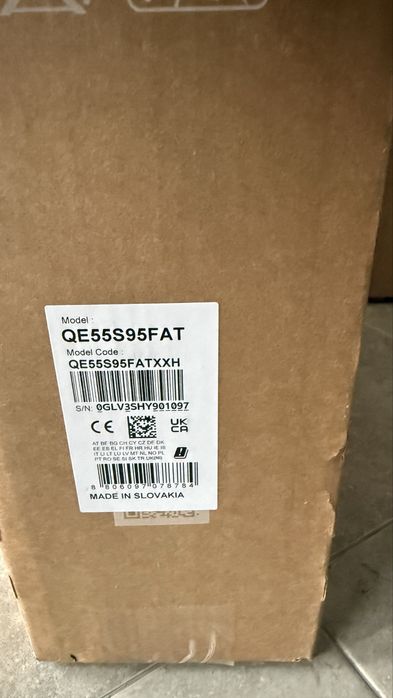 Model :
QE55S95FAT
Model Code :
QE55S95FATXXH
S/N: 0GLV3SHY901097
CE UK CA
AT BE BG CH CY CZ DE DK
EE ES EL FI FR HR HU IE IS
IT LI LT LU LV MT NL NO PL
PT RO SE SI SK TR UK(NI)
8 806097 078784
MADE IN SLOVAKIA